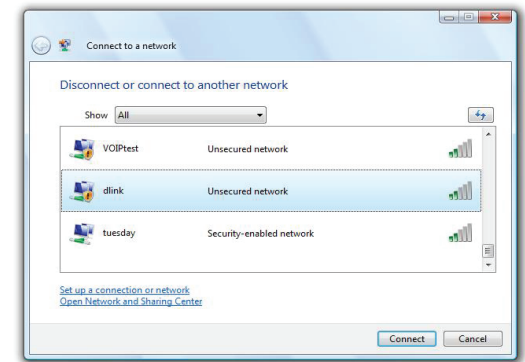 Connect to a network
Disconnect or connect to another network
Show All
VOIPtest Unsecured network
dlink Unsecured network
tuesday Security-enabled network
Set up a connection or network
Open Network and Sharing Center
Connect Cancel